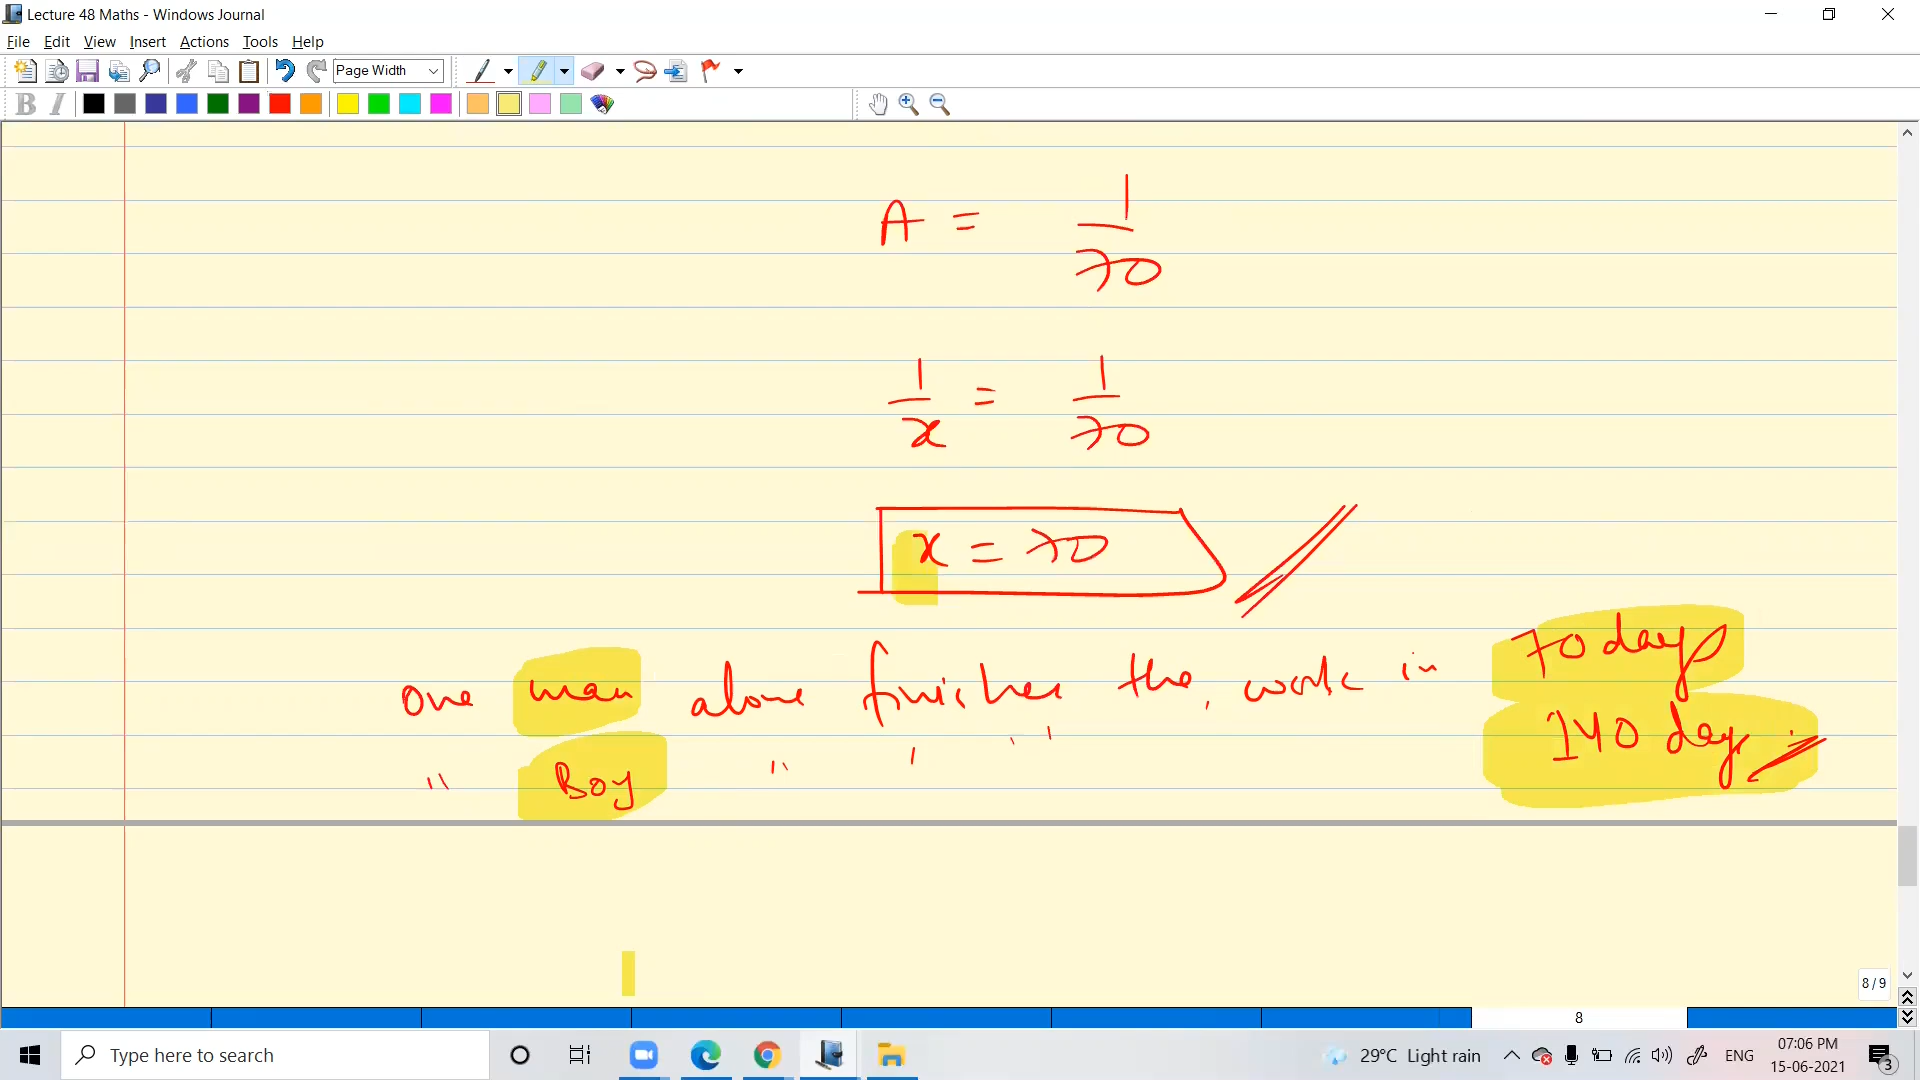 Lecture 48 Maths - Windows Journal
File Edit View Insert Actions Tools Help
Page Width
B I
A = 1/70
1/x = 1/70
x = 70
One man alone finishes the work in 70 days
" Boy " " " " 140 days
8 / 9
8
Type here to search
29°C Light rain
ENG
07:06 PM
15-06-2021
3